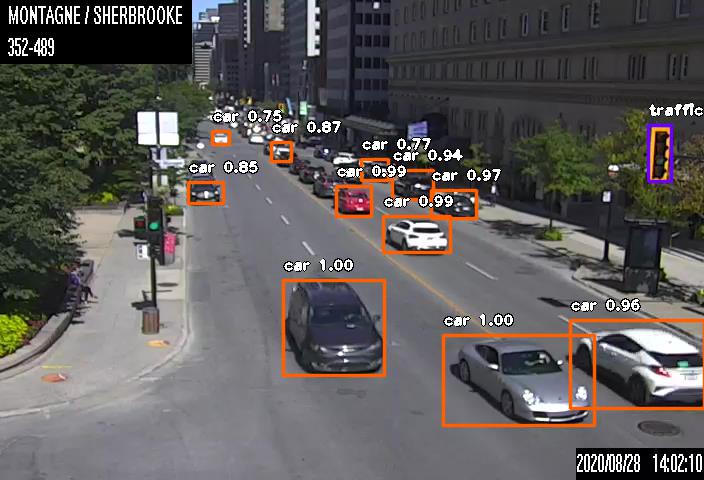 MONTAGNE / SHERBROOKE
352-489
traffic
car 0.75
car 0.87
car 0.77
car 0.94
car 0.85
car 0.99
car 0.97
car 0.99
car 1.00
car 0.96
car 1.00
2020/08/28 14:02:10